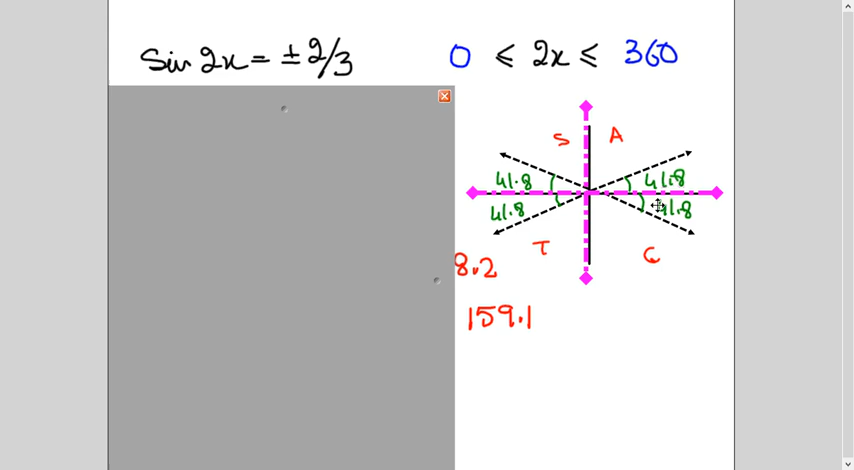 Sin 2x = ± 2/3
0 ≤ 2x ≤ 360
S A
41.8 41.8
41.8 41.8
T C
8.2
159.1